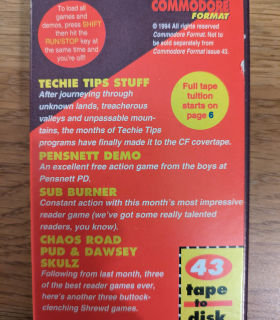 To load all
games and
demos, press SHIFT
then hit the
RUN/STOP key at
the same time and
you're off!
COMMODORE
FORMAT
© 1994 All rights reserved
Commodore Format. Not to
be sold separately from
Commodore Format issue 43.
TECHIE TIPS STUFF
After journeying through
unknown lands, treacherous
valleys and unpassable moun-
tains, the months of Techie Tips
programs have finally made it to the CF covertape.
Full tape
tuition
starts on
page 6
PENSNETT DEMO
An excellent free action game from the boys at
Pensnett PD.
SUB BURNER
Constant action with this month's most impressive
reader game (we've got some really talented
readers, you know).
CHAOS ROAD
PUD & DAWSEY
SKULZ
Following from last month, three
of the best reader games ever,
here's another three buttock-
clenching Shrewd games.
43
tape
to
disk